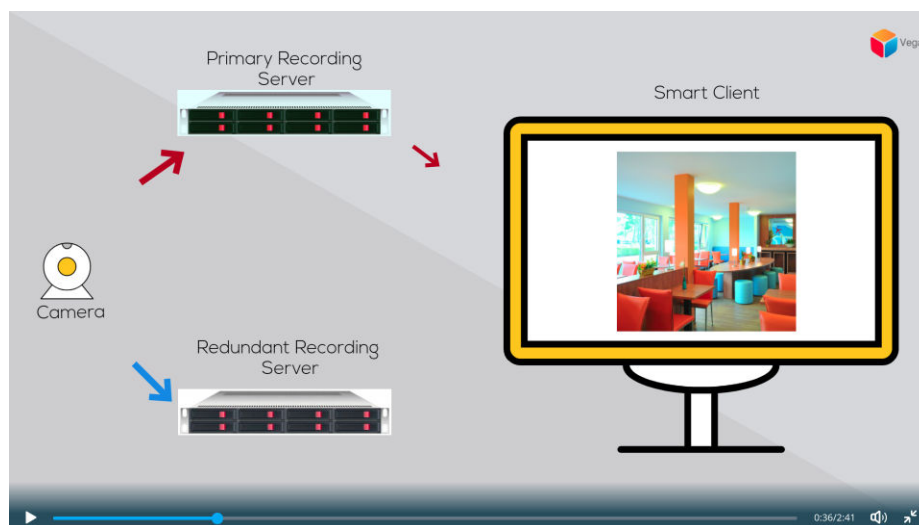 Primary Recording
Server
Smart Client
Camera
Redundant Recording
Server
0:36/2:41